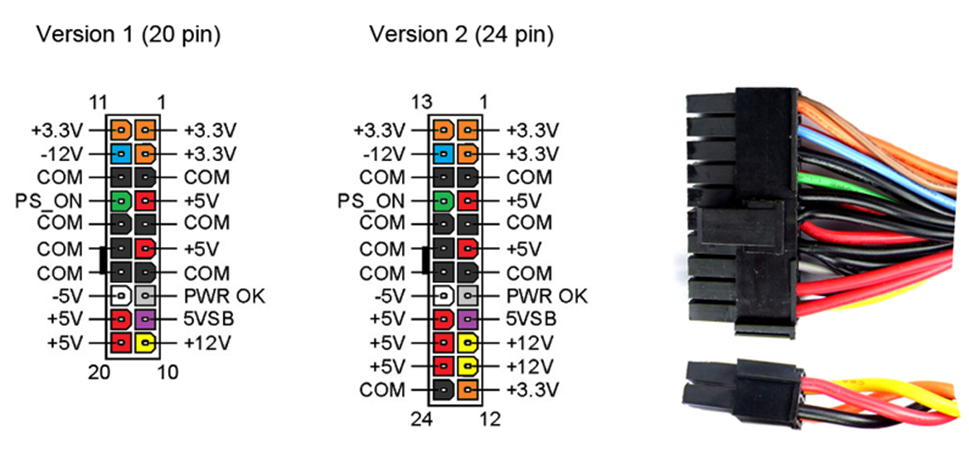 Version 1 (20 pin)
11 1
+3.3V +3.3V
-12V +3.3V
COM COM
PS_ON +5V
COM COM
COM +5V
COM COM
-5V PWR OK
+5V 5VSB
+5V +12V
20 10
Version 2 (24 pin)
13 1
+3.3V +3.3V
-12V +3.3V
COM COM
PS_ON +5V
COM COM
COM +5V
COM COM
-5V PWR OK
+5V 5VSB
+5V +12V
+5V +12V
COM +3.3V
24 12